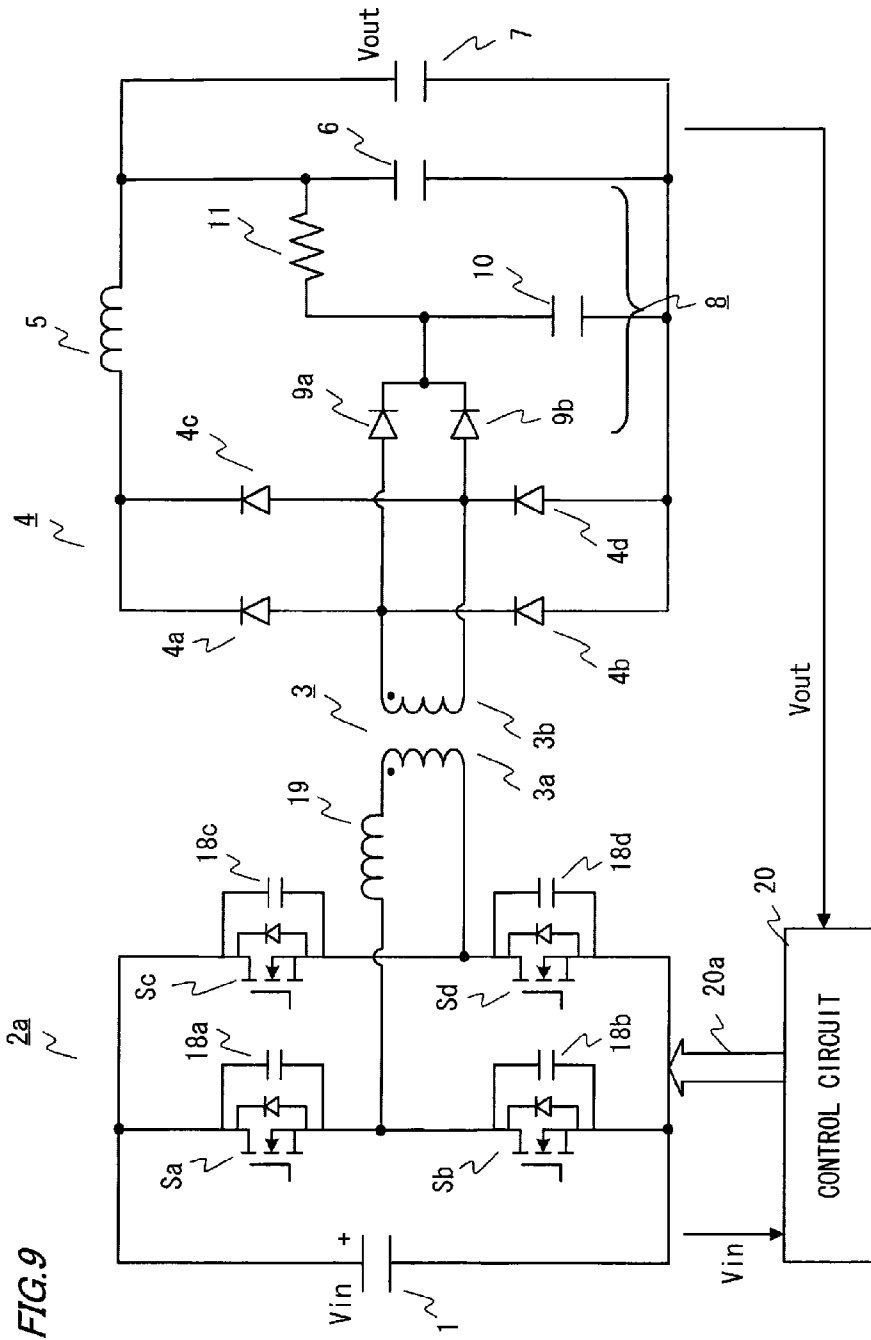 FIG.9
2a
Sa
18a
Sc
18c
Sb
18b
Sd
18d
Vin
+
1
19
3
3a
3b
4
4a
4c
4b
4d
5
9a
9b
11
10
6
8
Vout
7
Vin
20a
20
CONTROL CIRCUIT
Vout